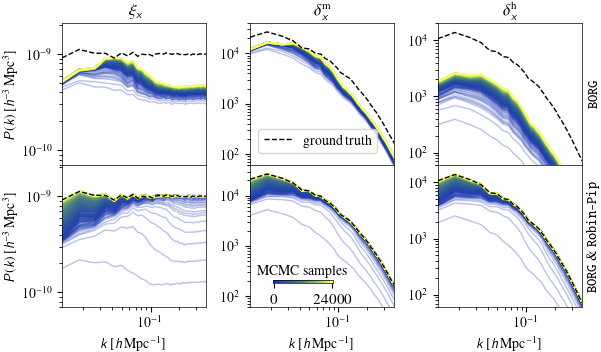 ξₓ δₓᵐ δₓʰ
10⁻⁹ 10⁴ 10⁴
P(k) [h⁻³ Mpc³] 10³ 10³ BORG
10⁻¹⁰ 10² ground truth 10²
10⁻⁹ 10⁴ 10⁴
P(k) [h⁻³ Mpc³] 10³ 10³ BORG & Robin-Pip
MCMC samples
10⁻¹⁰ 10² 0 24000 10²
10⁻¹ 10⁻¹ 10⁻¹
k [h Mpc⁻¹] k [h Mpc⁻¹] k [h Mpc⁻¹]